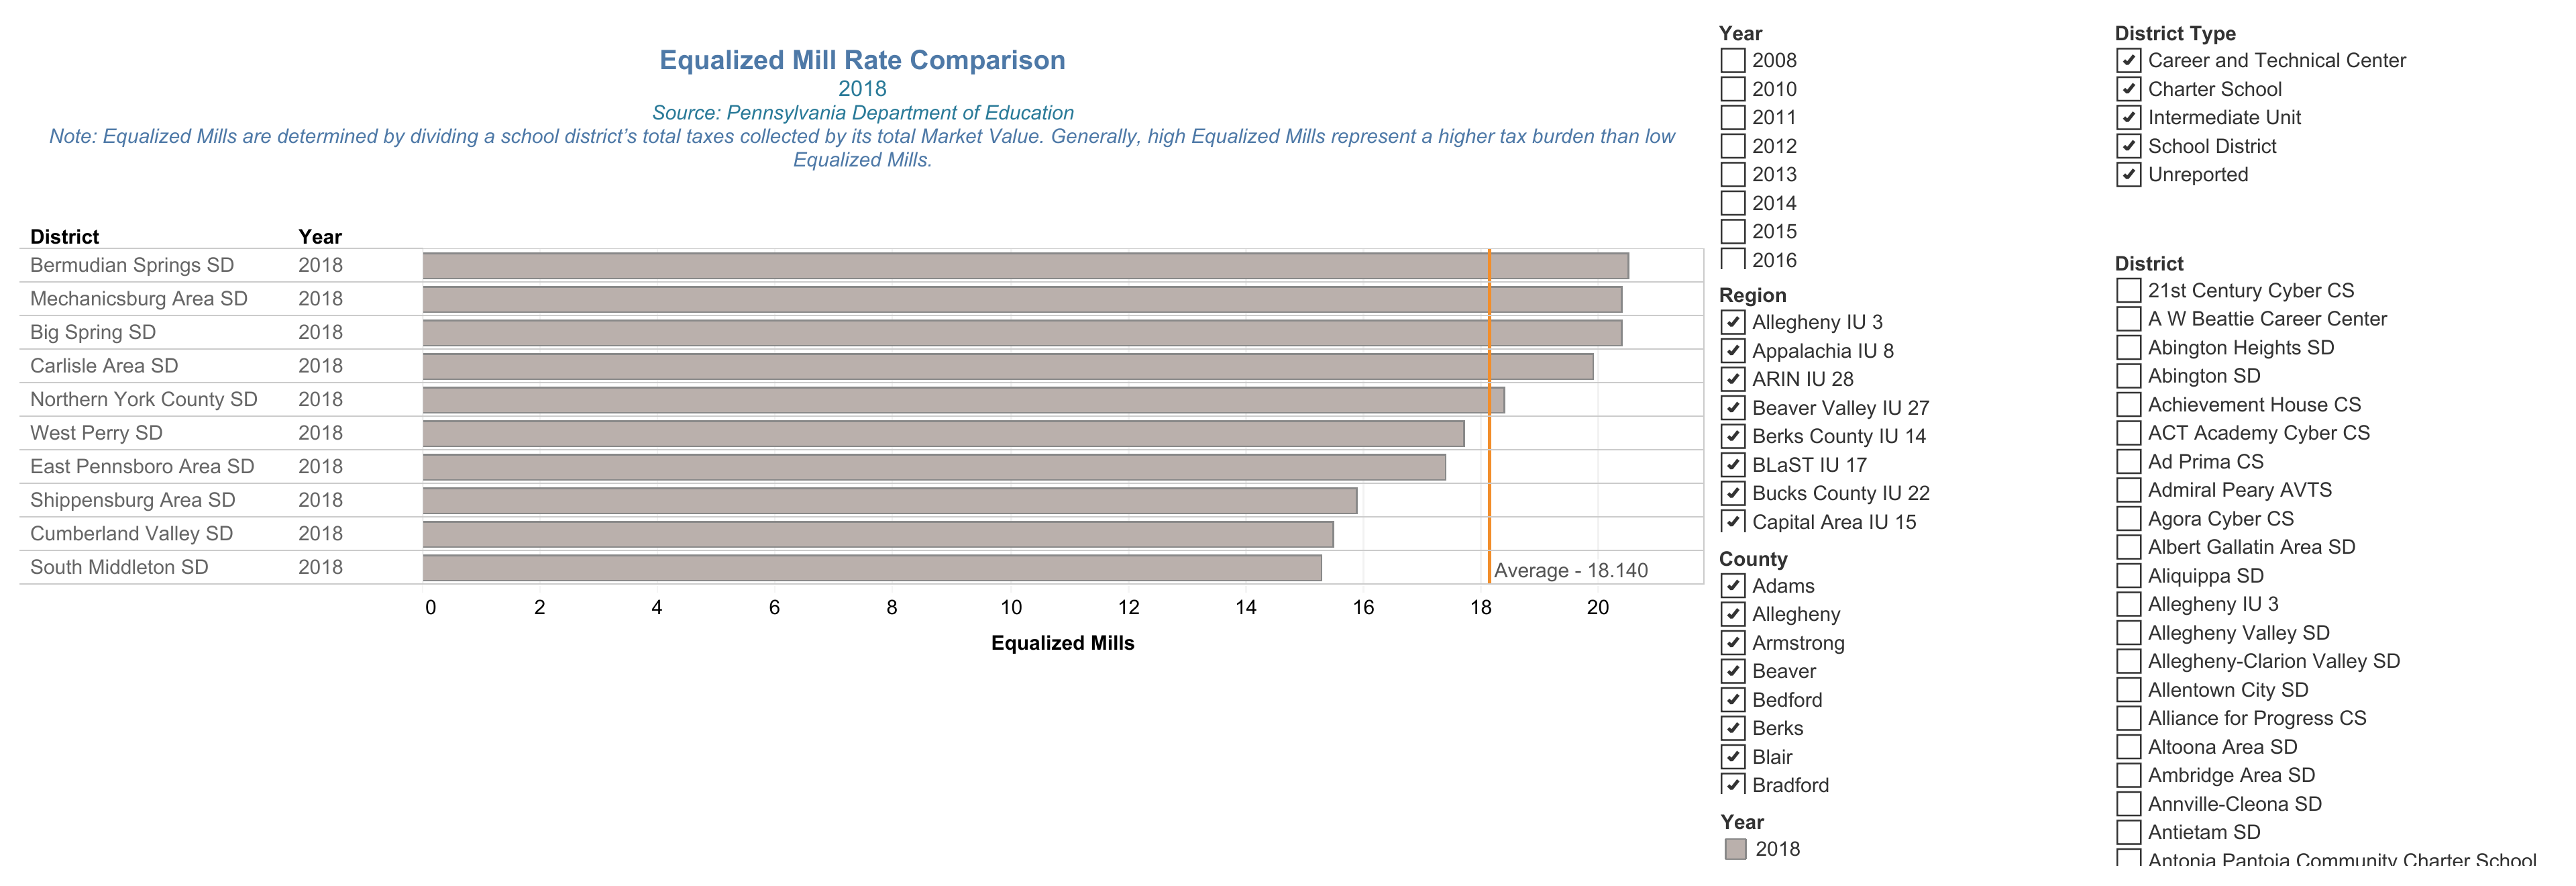 Equalized Mill Rate Comparison
2018
Source: Pennsylvania Department of Education
Note: Equalized Mills are determined by dividing a school district’s total taxes collected by its total Market Value. Generally, high Equalized Mills represent a higher tax burden than low
Equalized Mills.
District Year
Bermudian Springs SD 2018
Mechanicsburg Area SD 2018
Big Spring SD 2018
Carlisle Area SD 2018
Northern York County SD 2018
West Perry SD 2018
East Pennsboro Area SD 2018
Shippensburg Area SD 2018
Cumberland Valley SD 2018
South Middleton SD 2018
Average - 18.140
0 2 4 6 8 10 12 14 16 18 20
Equalized Mills
Year
2008
2010
2011
2012
2013
2014
2015
2016
Region
Allegheny IU 3
Appalachia IU 8
ARIN IU 28
Beaver Valley IU 27
Berks County IU 14
BLaST IU 17
Bucks County IU 22
Capital Area IU 15
County
Adams
Allegheny
Armstrong
Beaver
Bedford
Berks
Blair
Bradford
Year
2018
District Type
Career and Technical Center
Charter School
Intermediate Unit
School District
Unreported
District
21st Century Cyber CS
A W Beattie Career Center
Abington Heights SD
Abington SD
Achievement House CS
ACT Academy Cyber CS
Ad Prima CS
Admiral Peary AVTS
Agora Cyber CS
Albert Gallatin Area SD
Aliquippa SD
Allegheny IU 3
Allegheny Valley SD
Allegheny-Clarion Valley SD
Allentown City SD
Alliance for Progress CS
Altoona Area SD
Ambridge Area SD
Annville-Cleona SD
Antietam SD
Antonia Pantoja Community Charter School